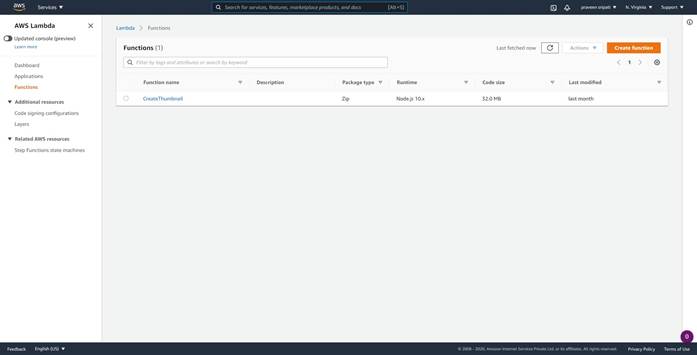 aws Services Search for services, features, marketplace products, and docs [Alt+S] praveen sripati N. Virginia Support
AWS Lambda
Updated console (preview)
Learn more
Dashboard
Applications
Functions
Additional resources
Code signing configurations
Layers
Related AWS resources
Step Functions state machines
Lambda Functions
Functions (1) Last fetched now Actions Create function
Filter by tags and attributes or search by keyword 1
Function name Description Package type Runtime Code size Last modified
CreateThumbnail Zip Node.js 10.x 32.0 MB last month
Feedback English (US) © 2008 - 2020, Amazon Internet Services Private Ltd. or its affiliates. All rights reserved. Privacy Policy Terms of Use